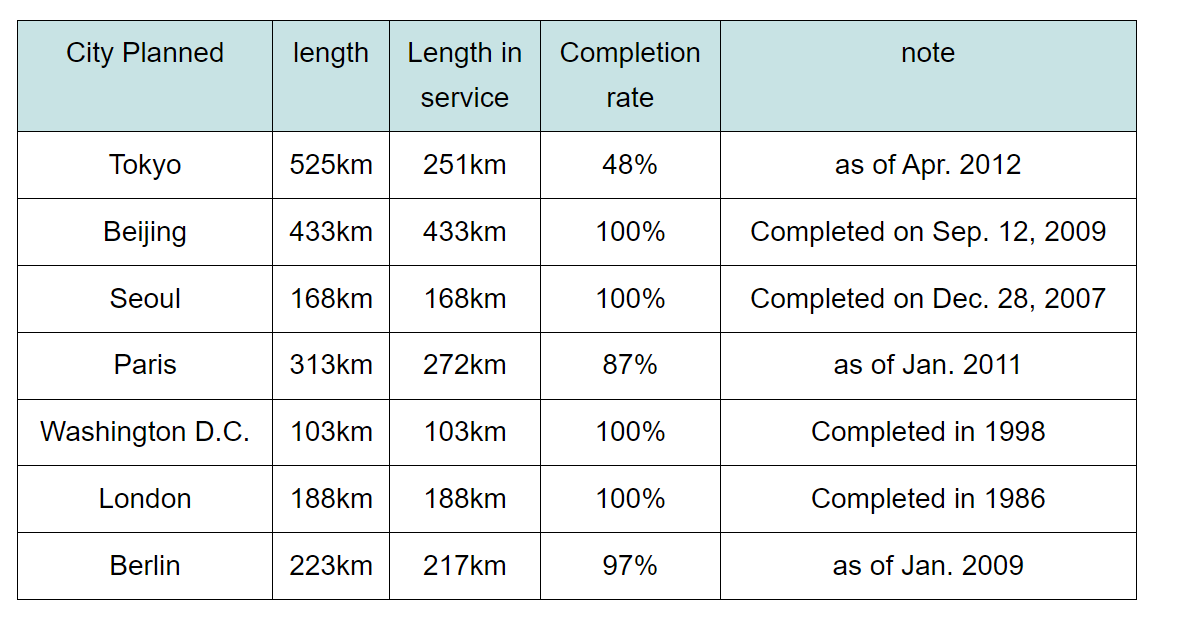 City Planned length Length in service Completion rate note
Tokyo 525km 251km 48% as of Apr. 2012
Beijing 433km 433km 100% Completed on Sep. 12, 2009
Seoul 168km 168km 100% Completed on Dec. 28, 2007
Paris 313km 272km 87% as of Jan. 2011
Washington D.C. 103km 103km 100% Completed in 1998
London 188km 188km 100% Completed in 1986
Berlin 223km 217km 97% as of Jan. 2009